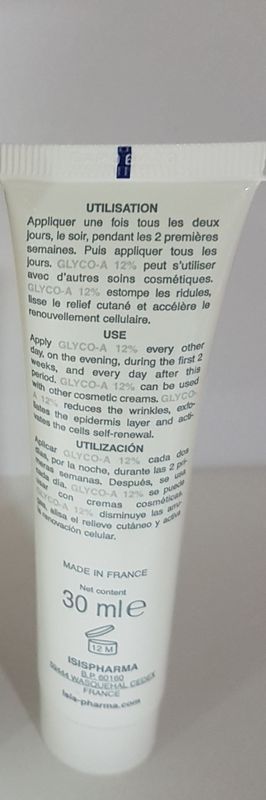 UTILISATION
Appliquer une fois tous les deux
jours, le soir, pendant les 2 premières
semaines. Puis appliquer tous les
jours. GLYCO-A 12% peut s'utiliser
avec d'autres soins cosmétiques.
GLYCO-A 12% estompe les ridules,
lisse le relief cutané et accélère le
renouvellement cellulaire.
USE
Apply GLYCO-A 12% every other
day, on the evening, during the first 2
weeks, and every day after this
period. GLYCO-A 12% can be used
with other cosmetic creams. GLYCO-
A 12% reduces the wrinkles, exfo-
liates the epidermis layer and acti-
vates the cells self-renewal.
UTILIZACIÓN
Aplicar GLYCO-A 12% cada dos
días, por la noche, durante las 2 pri-
meras semanas. Después, se usa
cada día. GLYCO-A 12% se puede
usar con cremas cosméticas.
GLYCO-A 12% disminuye las arru-
alisa el relieve cutáneo y activa
la renovación celular.
MADE IN FRANCE
Net content
30 ml e
12 M
ISISPHARMA
B.P. 60160
WASQUEHAL CEDEX
FRANCE
isis-pharma.com